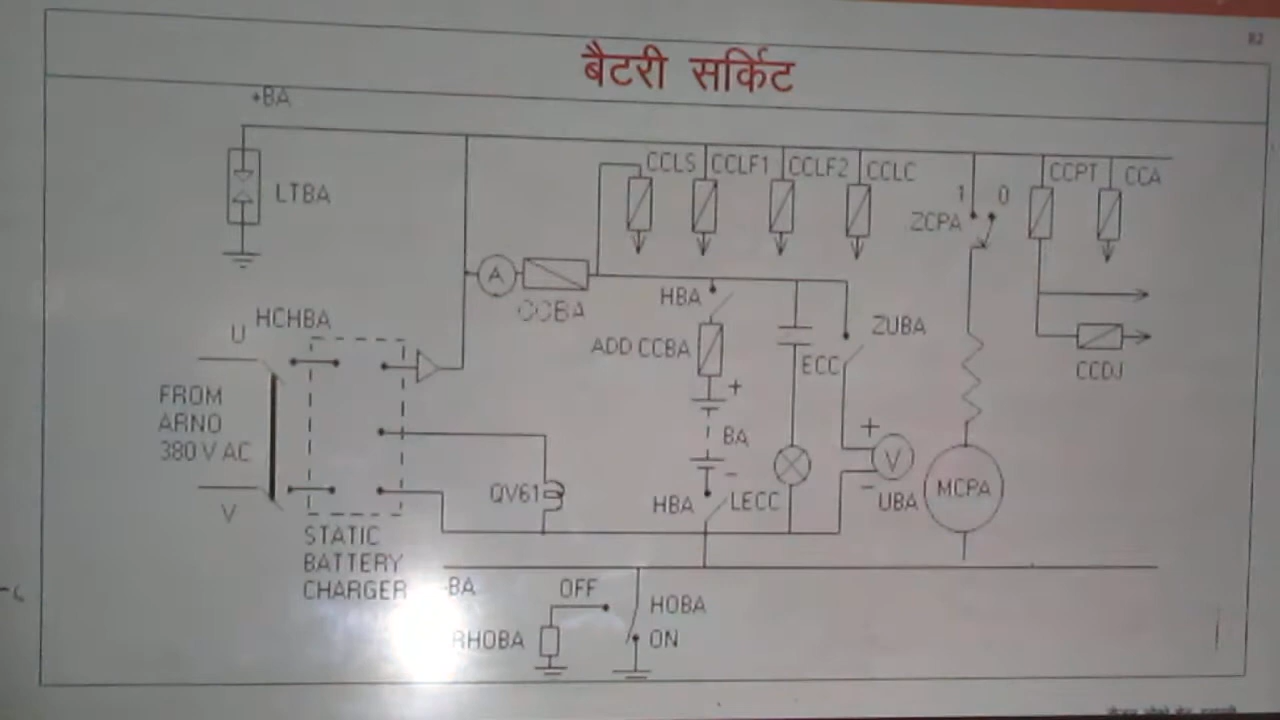 82
बैटरी सर्किट
+BA
LTBA
CCLS
CCLF1
CCLF2
CCLC
1
0
ZCPA
CCPT
CCA
A
CCBA
HBA
ADD CCBA
+
BA
-
HBA
LECC
ECC
ZUBA
+
V
-
UBA
MCPA
CCDJ
HCHBA
U
FROM
ARNO
380 V AC
V
QV61
STATIC
BATTERY
CHARGER
-BA
OFF
HOBA
RHOBA
ON